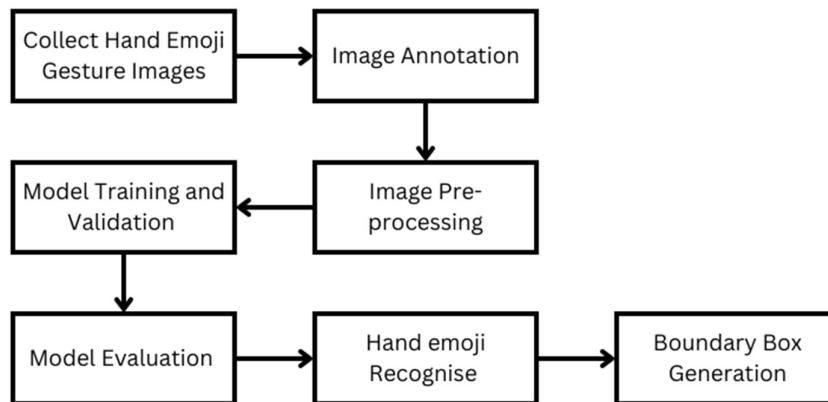 Collect Hand Emoji
Gesture Images
Image Annotation
Image Pre-
processing
Model Training and
Validation
Model Evaluation
Hand emoji
Recognise
Boundary Box
Generation